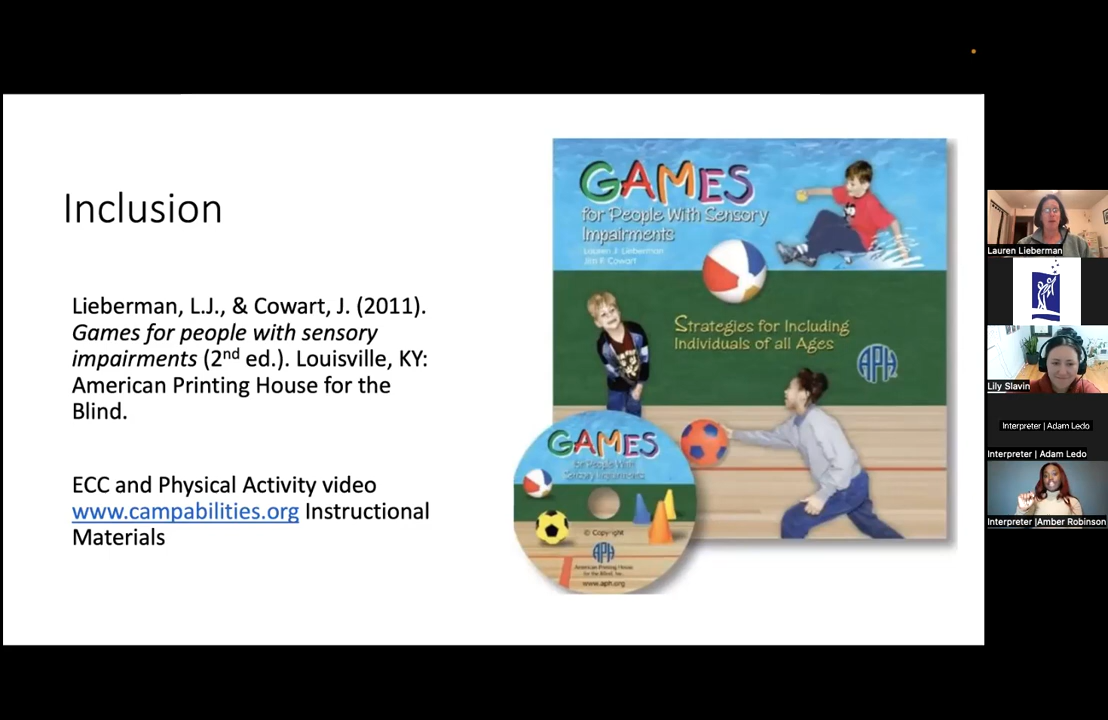 Inclusion
Lieberman, L.J., & Cowart, J. (2011).
Games for people with sensory
impairments (2nd ed.). Louisville, KY:
American Printing House for the
Blind.
ECC and Physical Activity video
www.campabilities.org Instructional
Materials
GAMES
for People With Sensory
Impairments
Lauren J. Lieberman
Jim F. Cowart
Strategies for Including
Individuals of all Ages
APH
GAMES
for People With
Sensory Impairments
© Copyright
APH
American Printing House
for the Blind, Inc.
www.aph.org
Lauren Lieberman
Lily Slavin
Interpreter | Adam Ledo
Interpreter | Adam Ledo
Interpreter |Amber Robinson